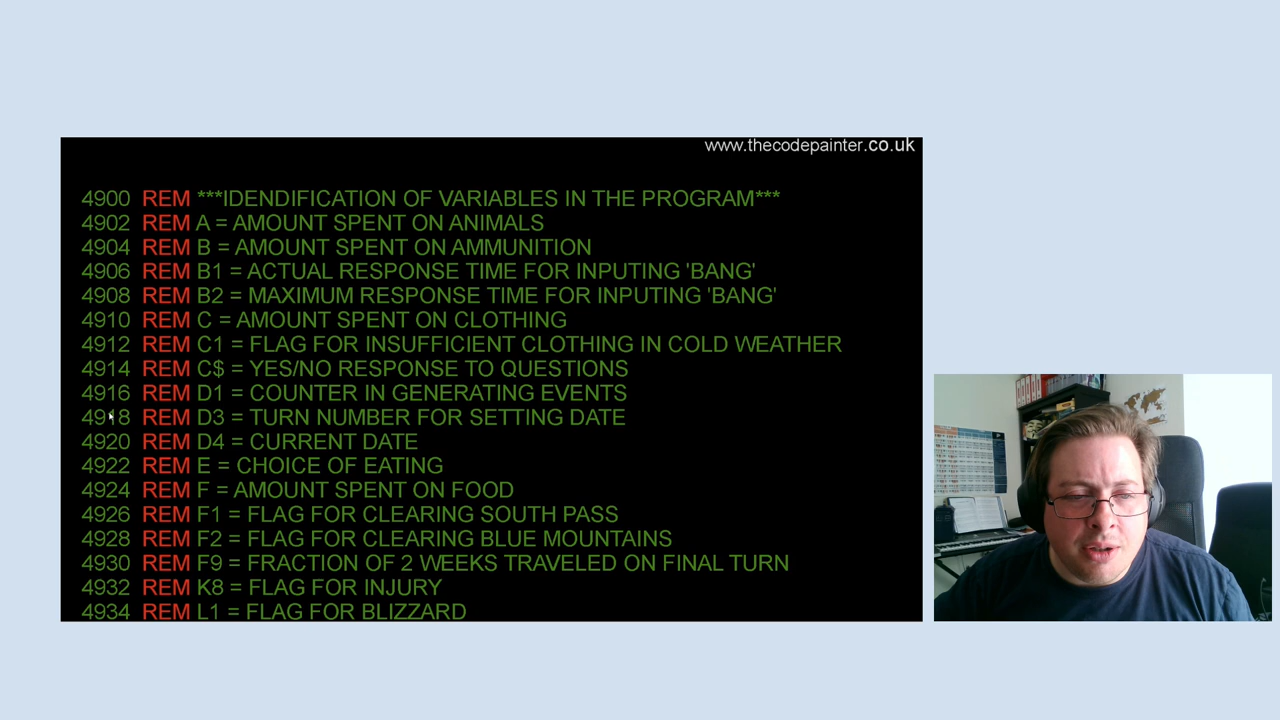 www.thecodepainter.co.uk
4900 REM ***IDENDIFICATION OF VARIABLES IN THE PROGRAM***
4902 REM A = AMOUNT SPENT ON ANIMALS
4904 REM B = AMOUNT SPENT ON AMMUNITION
4906 REM B1 = ACTUAL RESPONSE TIME FOR INPUTING 'BANG'
4908 REM B2 = MAXIMUM RESPONSE TIME FOR INPUTING 'BANG'
4910 REM C = AMOUNT SPENT ON CLOTHING
4912 REM C1 = FLAG FOR INSUFFICIENT CLOTHING IN COLD WEATHER
4914 REM C$ = YES/NO RESPONSE TO QUESTIONS
4916 REM D1 = COUNTER IN GENERATING EVENTS
4918 REM D3 = TURN NUMBER FOR SETTING DATE
4920 REM D4 = CURRENT DATE
4922 REM E = CHOICE OF EATING
4924 REM F = AMOUNT SPENT ON FOOD
4926 REM F1 = FLAG FOR CLEARING SOUTH PASS
4928 REM F2 = FLAG FOR CLEARING BLUE MOUNTAINS
4930 REM F9 = FRACTION OF 2 WEEKS TRAVELED ON FINAL TURN
4932 REM K8 = FLAG FOR INJURY
4934 REM L1 = FLAG FOR BLIZZARD